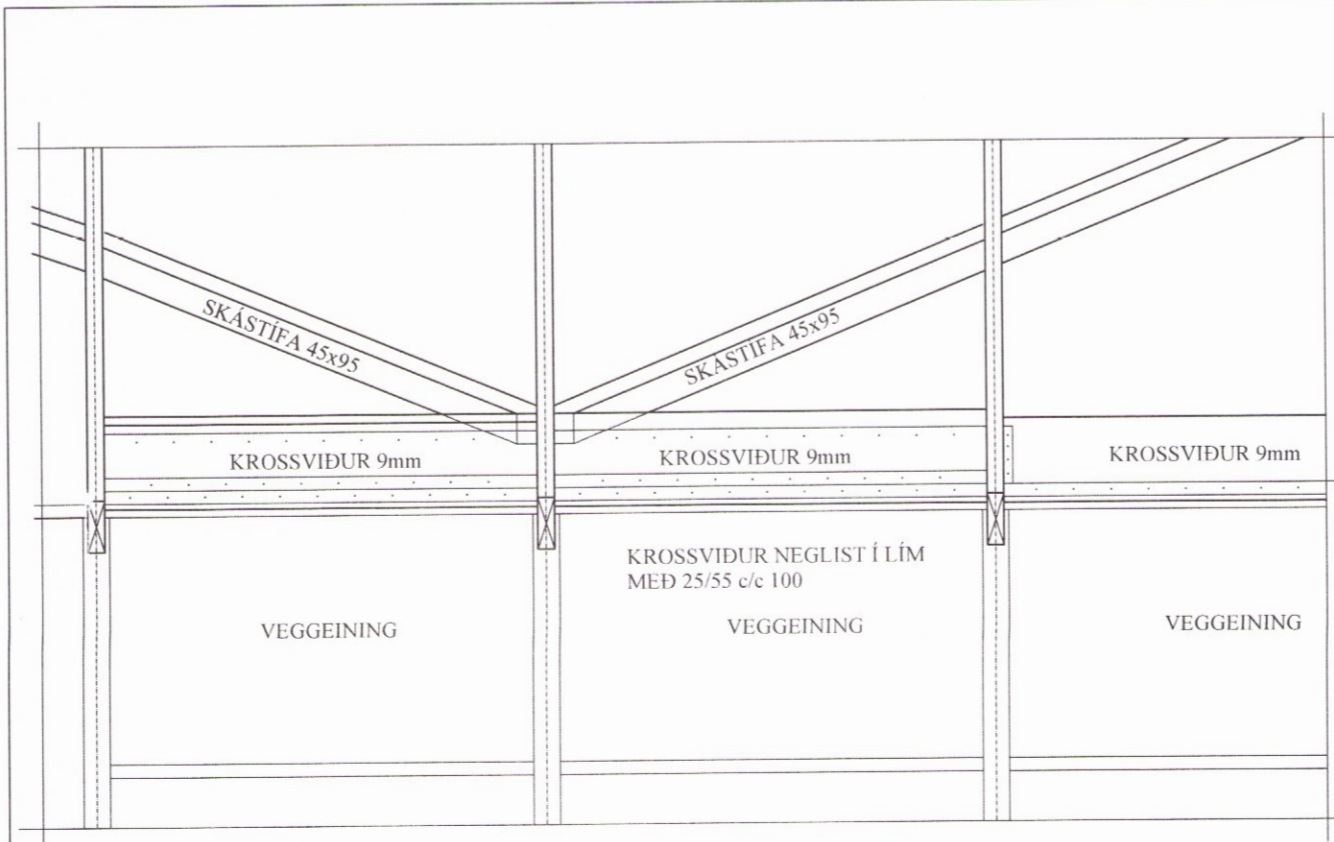 SKÁSTÍFA 45x95
SKÁSTÍFA 45x95
KROSSVIÐUR 9mm
KROSSVIÐUR 9mm
KROSSVIÐUR 9mm
KROSSVIÐUR NEGLIST Í LÍM
MEÐ 25/55 c/c 100
VEGGEINING
VEGGEINING
VEGGEINING